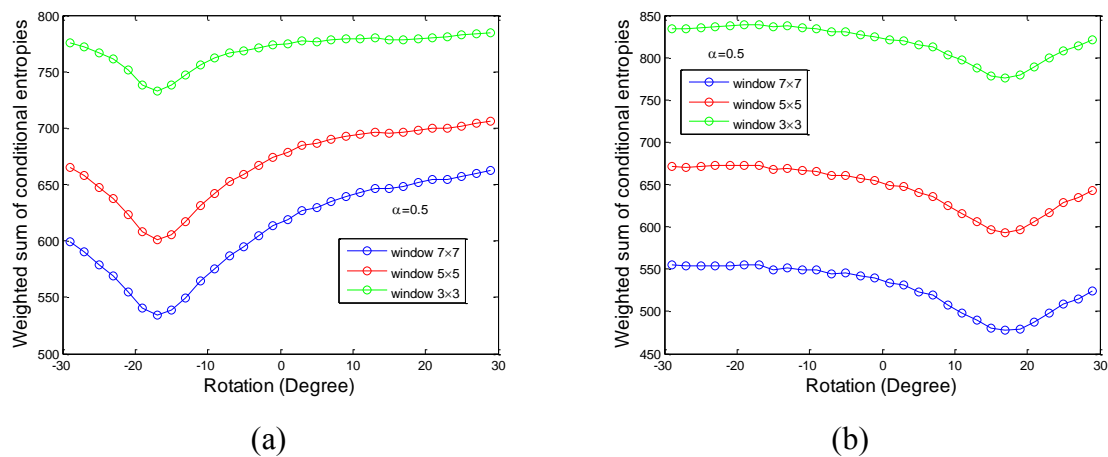 800
750
700
650
600
550
500
-30
-20
-10
0
10
20
30
Weighted sum of conditional entropies
Rotation (Degree)
α=0.5
window 7×7
window 5×5
window 3×3
(a)
850
800
750
700
650
600
550
500
450
-30
-20
-10
0
10
20
30
Weighted sum of conditional entropies
Rotation (Degree)
α=0.5
window 7×7
window 5×5
window 3×3
(b)